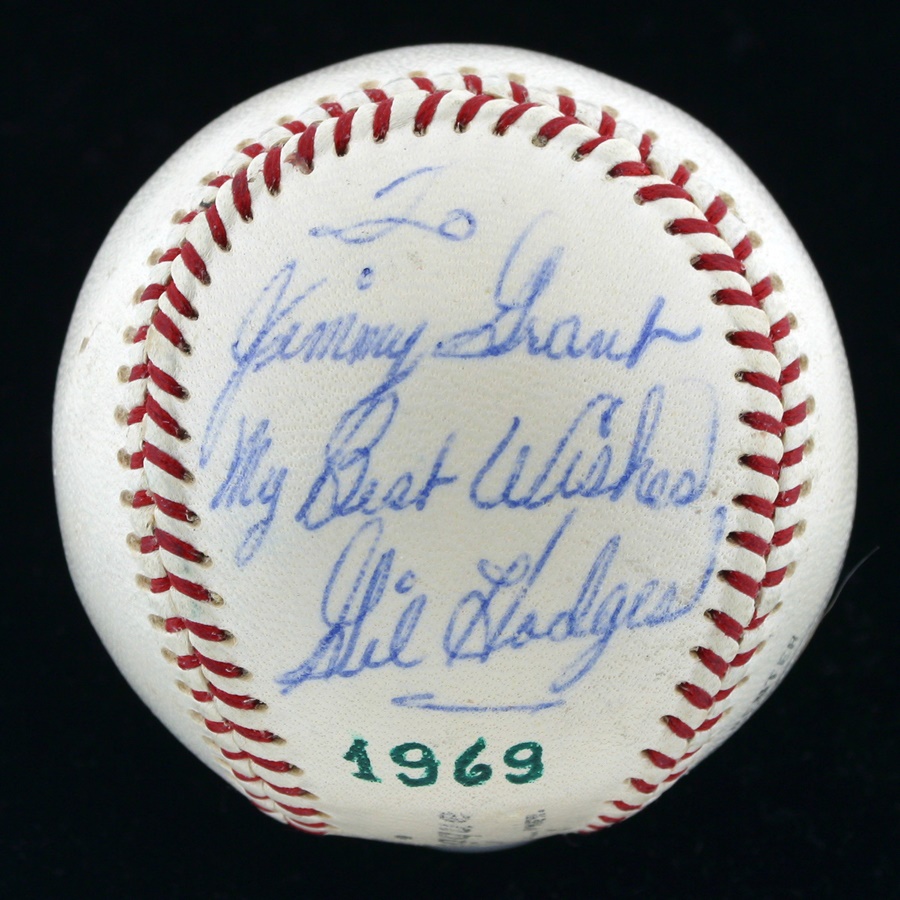 To
Jimmy Grant
My Best Wishes
Gil Hodges
1969